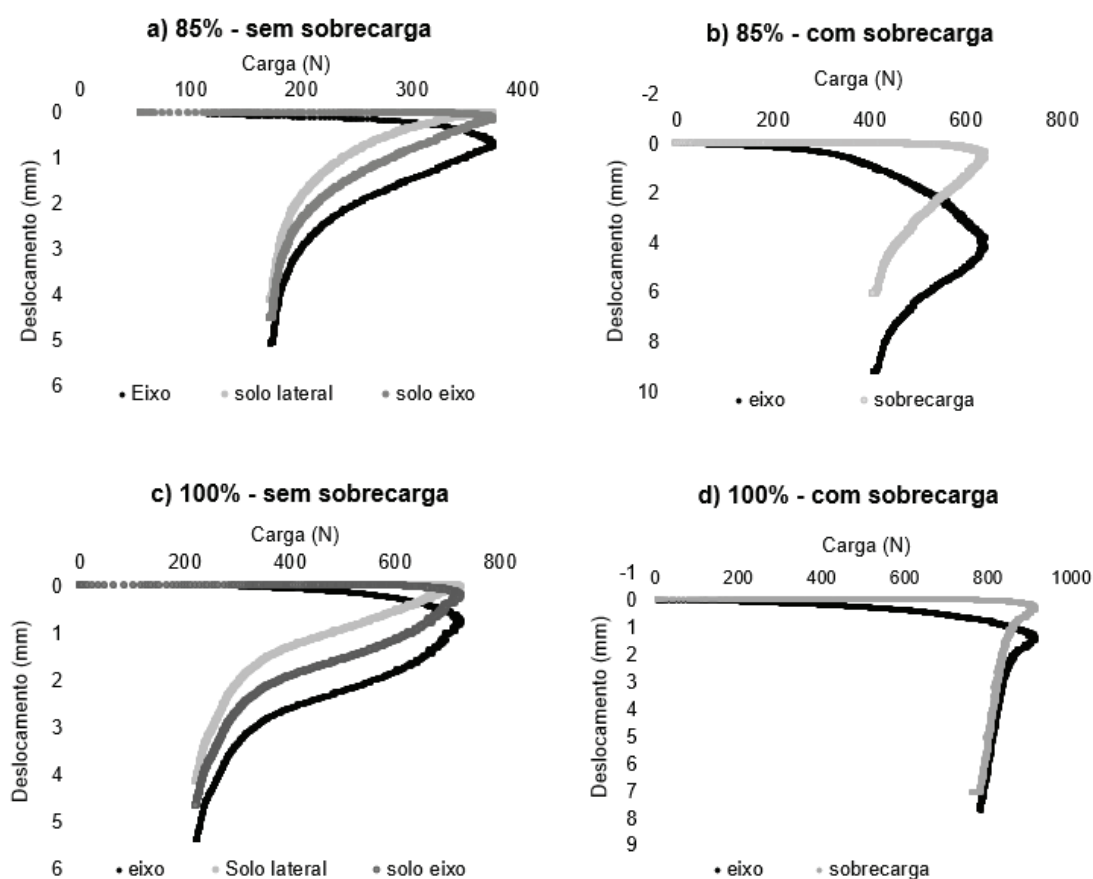 a) 85% - sem sobrecarga
Carga (N)
0 100 200 300 400
0
1
2
3
4
5
6
Deslocamento (mm)
Eixo solo lateral solo eixo
b) 85% - com sobrecarga
Carga (N)
-2
0 200 400 600 800
0
2
4
6
8
10
Deslocamento (mm)
eixo sobrecarga
c) 100% - sem sobrecarga
Carga (N)
0 200 400 600 800
0
1
2
3
4
5
6
Deslocamento (mm)
eixo Solo lateral solo eixo
d) 100% - com sobrecarga
Carga (N)
-1
0 200 400 600 800 1000
0
1
2
3
4
5
6
7
8
9
Deslocamento (mm)
eixo sobrecarga